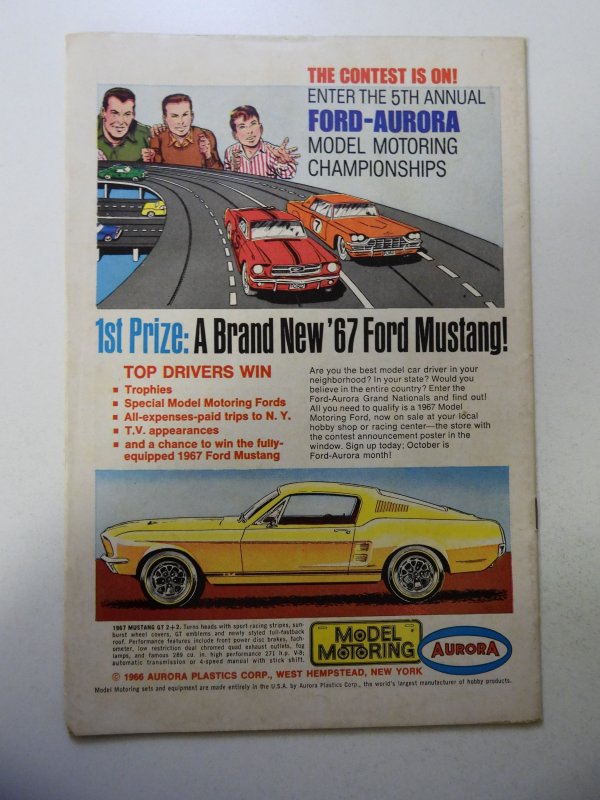 THE CONTEST IS ON!
ENTER THE 5TH ANNUAL
FORD-AURORA
MODEL MOTORING
CHAMPIONSHIPS
7
1st Prize: A Brand New '67 Ford Mustang!
TOP DRIVERS WIN
■ Trophies
■ Special Model Motoring Fords
■ All-expenses-paid trips to N. Y.
■ T.V. appearances
■ and a chance to win the fully-
equipped 1967 Ford Mustang
Are you the best model car driver in your
neighborhood? In your state? Would you
believe in the entire country? Enter the
Ford-Aurora Grand Nationals and find out!
All you need to qualify is a 1967 Model
Motoring Ford, now on sale at your local
hobby shop or racing center—the store with
the contest announcement poster in the
window. Sign up today; October is
Ford-Aurora month!
1967 MUSTANG GT 2+2. Turns heads with sport racing stripes, sun-
burst wheel covers, GT emblems and newly styled full-fastback
roof. Performance features include front power disc brakes, tach-
ometer, low restriction dual chromed quad exhaust outlets, fog
lamps, and famous 289 cu. in. high performance 271 h.p. V-8;
automatic transmission or 4-speed manual with stick shift.
MODEL
MOTORING
AURORA
© 1966 AURORA PLASTICS CORP., WEST HEMPSTEAD, NEW YORK
Model Motoring sets and equipment are made entirely in the U.S.A. by Aurora Plastics Corp., the world's largest manufacturer of hobby products.